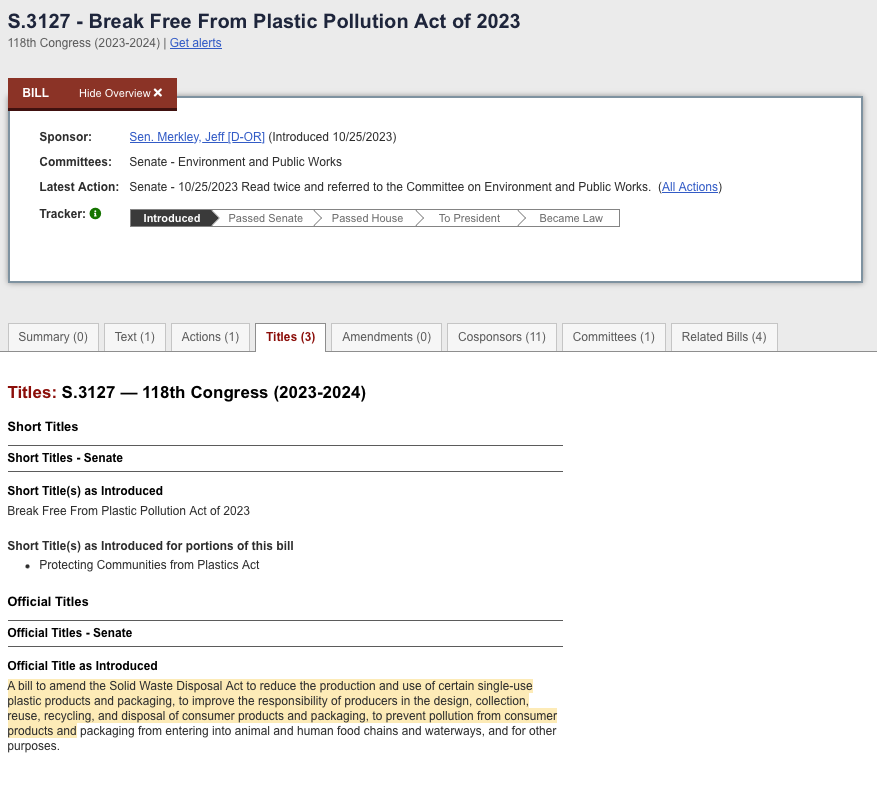 S.3127 - Break Free From Plastic Pollution Act of 2023
118th Congress (2023-2024) | Get alerts
BILL Hide Overview ×
Sponsor: Sen. Merkley, Jeff [D-OR] (Introduced 10/25/2023)
Committees: Senate - Environment and Public Works
Latest Action: Senate - 10/25/2023 Read twice and referred to the Committee on Environment and Public Works. (All Actions)
Tracker: Introduced Passed Senate Passed House To President Became Law
Summary (0) Text (1) Actions (1) Titles (3) Amendments (0) Cosponsors (11) Committees (1) Related Bills (4)
Titles: S.3127 — 118th Congress (2023-2024)
Short Titles
Short Titles - Senate
Short Title(s) as Introduced
Break Free From Plastic Pollution Act of 2023
Short Title(s) as Introduced for portions of this bill
• Protecting Communities from Plastics Act
Official Titles
Official Titles - Senate
Official Title as Introduced
A bill to amend the Solid Waste Disposal Act to reduce the production and use of certain single-use
plastic products and packaging, to improve the responsibility of producers in the design, collection,
reuse, recycling, and disposal of consumer products and packaging, to prevent pollution from consumer
products and packaging from entering into animal and human food chains and waterways, and for other
purposes.